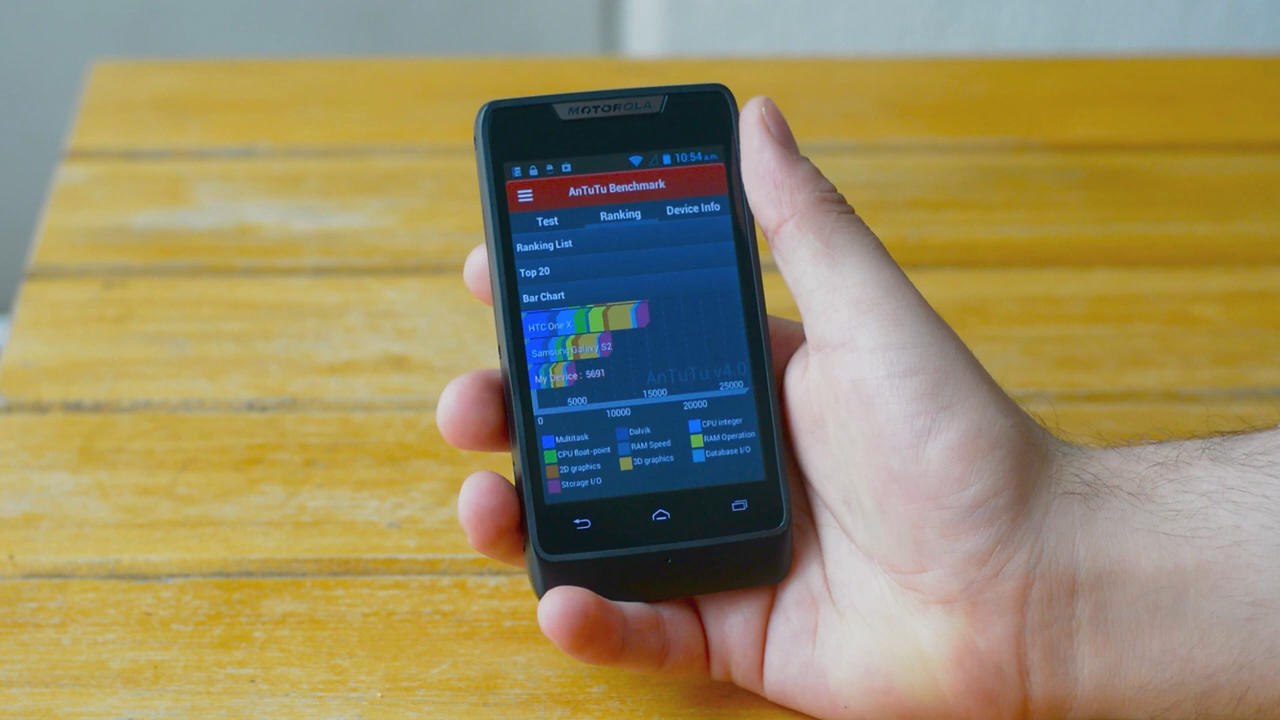 MOTOROLA
10:54 a.m.
AnTuTu Benchmark
Test Ranking Device Info
Ranking List
Top 20
Bar Chart
HTC One X
Samsung Galaxy S2
My Device : 5691
AnTuTu v4.0
5000 15000 25000
0 10000 20000
Multitask Dalvik CPU integer
CPU float-point RAM Speed RAM Operation
2D graphics 3D graphics Database I/O
Storage I/O